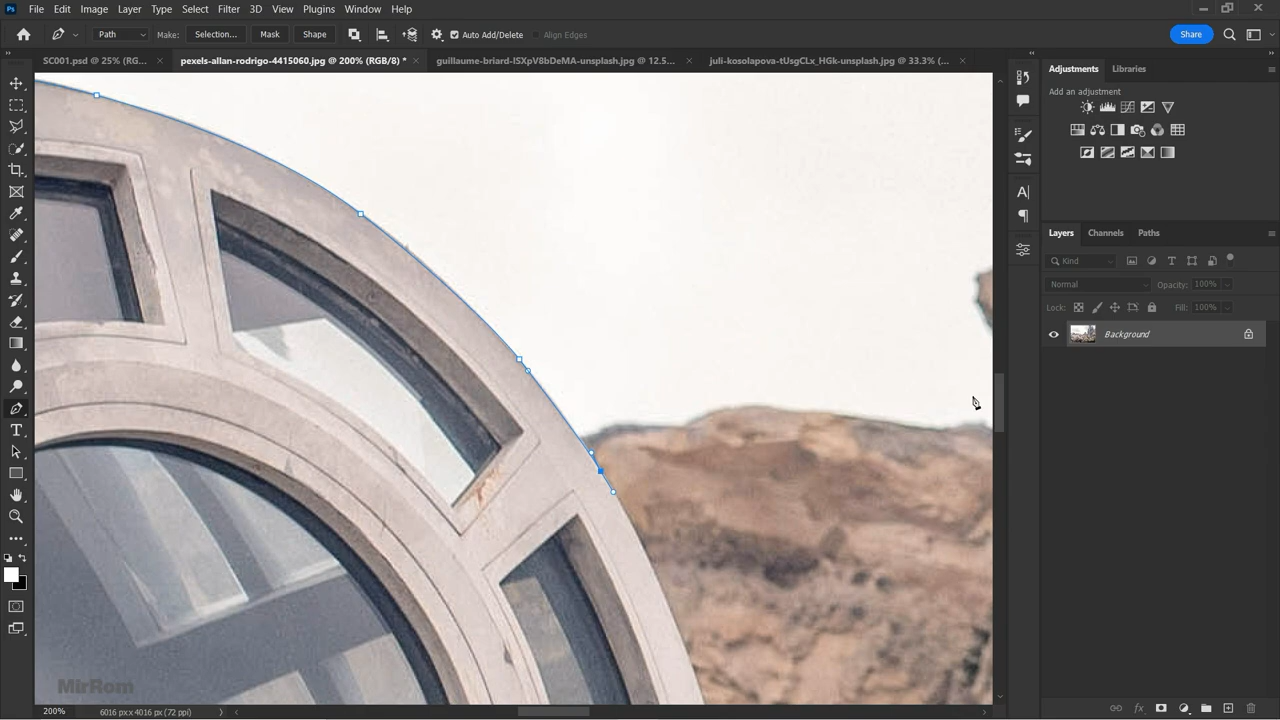 Ps File Edit Image Layer Type Select Filter 3D View Plugins Window Help
Path Make: Selection... Mask Shape Auto Add/Delete Align Edges Share
SC001.psd @ 25% (RG... × pexels-allan-rodrigo-4415060.jpg @ 200% (RGB/8) * × guillaume-briard-lSXpV8bDeMA-unsplash.jpg @ 12.5... × juli-kosolapova-tUsgCLx_HGk-unsplash.jpg @ 33.3% (... ×
Adjustments Libraries
Add an adjustment
Layers Channels Paths
Kind
Normal Opacity: 100%
Lock: Fill: 100%
Background
MirRom
200% 6016 px x 4016 px (72 ppi)